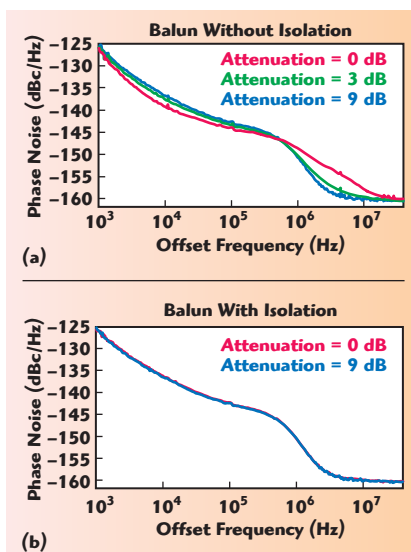 Balun Without Isolation
Phase Noise (dBc/Hz)
–125
–130
–135
–140
–145
–150
–155
–160
Attenuation = 0 dB
Attenuation = 3 dB
Attenuation = 9 dB
10³ 10⁴ 10⁵ 10⁶ 10⁷
Offset Frequency (Hz)
(a)
Balun With Isolation
Phase Noise (dBc/Hz)
–125
–130
–135
–140
–145
–150
–155
–160
Attenuation = 0 dB
Attenuation = 9 dB
10³ 10⁴ 10⁵ 10⁶ 10⁷
Offset Frequency (Hz)
(b)